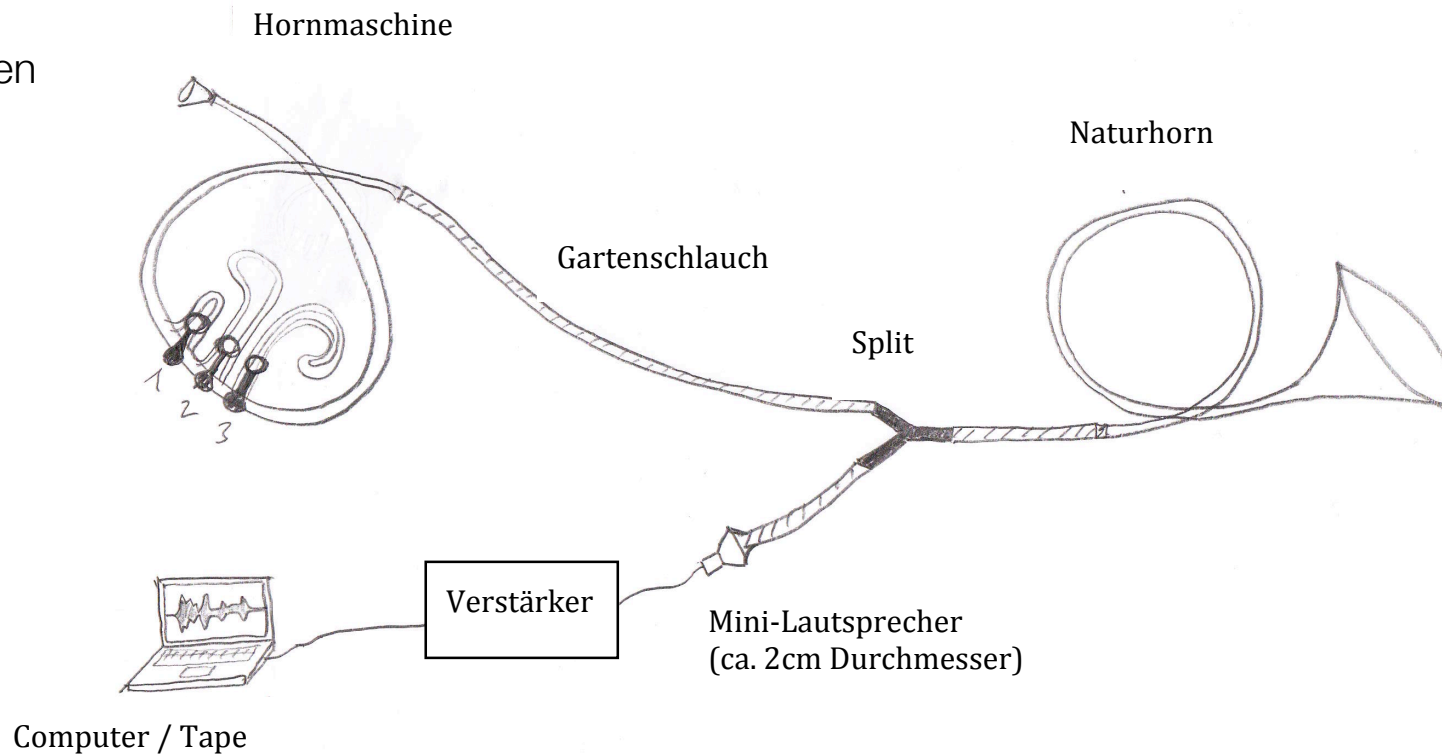 Hornmaschine
en
Naturhorn
Gartenschlauch
Split
1
2
3
Verstärker
Mini-Lautsprecher
(ca. 2cm Durchmesser)
Computer / Tape